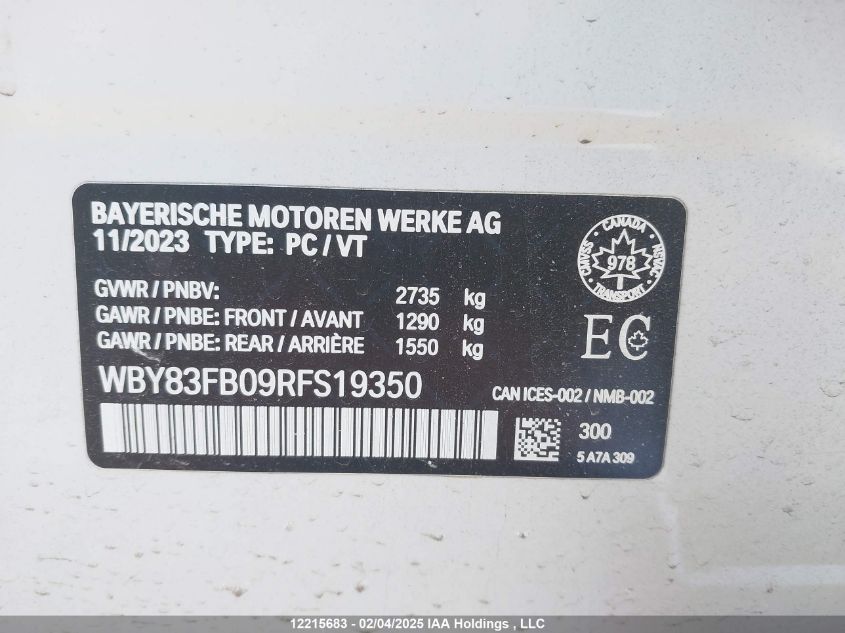 BAYERISCHE MOTOREN WERKE AG
11/2023 TYPE: PC / VT
GVWR / PNBV: 2735 kg
GAWR / PNBE: FRONT / AVANT 1290 kg
GAWR / PNBE: REAR / ARRIÈRE 1550 kg
WBY83FB09RFS19350
CANADA
CMVSS
NSVAC
978
TRANSPORT
EC
CAN ICES-002 / NMB-002
300
5 A7A 309
12215683 - 02/04/2025 IAA Holdings , LLC